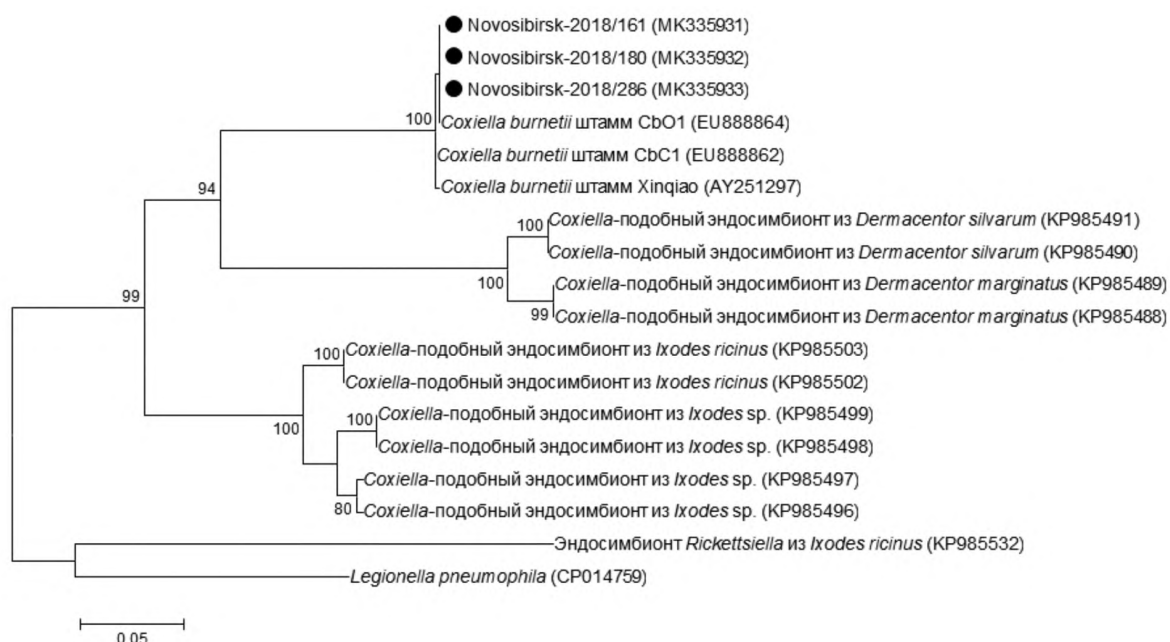 Novosibirsk-2018/161 (MK335931)
Novosibirsk-2018/180 (MK335932)
Novosibirsk-2018/286 (MK335933)
100
Coxiella burnetii штамм CbO1 (EU888864)
Coxiella burnetii штамм CbC1 (EU888862)
Coxiella burnetii штамм Xinqiao (AY251297)
94
Coxiella-подобный эндосимбионт из Dermacentor silvarum (KP985491)
100
Coxiella-подобный эндосимбионт из Dermacentor silvarum (KP985490)
100
Coxiella-подобный эндосимбионт из Dermacentor marginatus (KP985489)
99
99
Coxiella-подобный эндосимбионт из Dermacentor marginatus (KP985488)
100
Coxiella-подобный эндосимбионт из Ixodes ricinus (KP985503)
Coxiella-подобный эндосимбионт из Ixodes ricinus (KP985502)
100
Coxiella-подобный эндосимбионт из Ixodes sp. (KP985499)
100
Coxiella-подобный эндосимбионт из Ixodes sp. (KP985498)
Coxiella-подобный эндосимбионт из Ixodes sp. (KP985497)
80
Coxiella-подобный эндосимбионт из Ixodes sp. (KP985496)
Эндосимбионт Rickettsiella из Ixodes ricinus (KP985532)
Legionella pneumophila (CP014759)
0.05